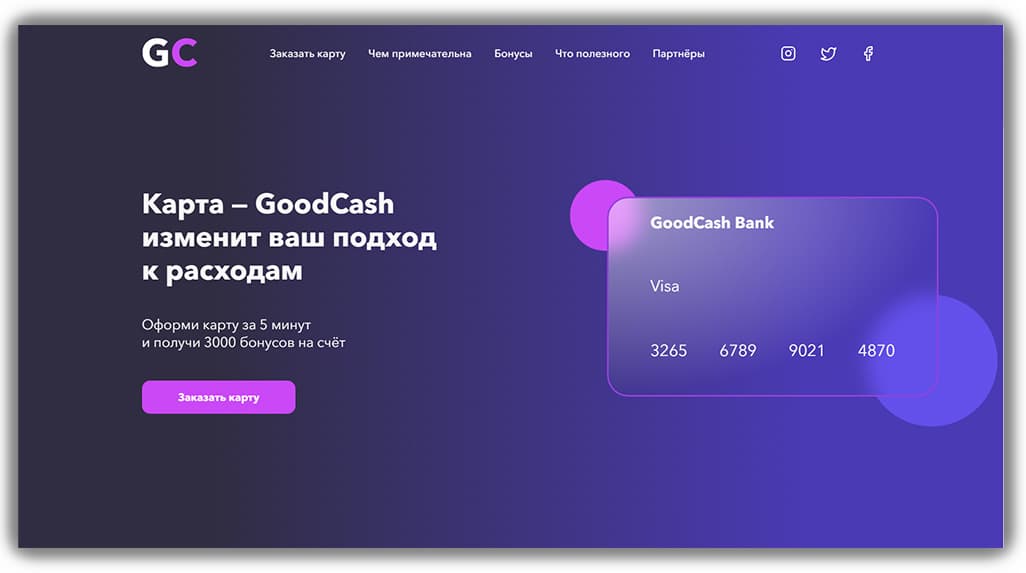 GC
Заказать карту Чем примечательна Бонусы Что полезного Партнёры
Карта – GoodCash
изменит ваш подход
к расходам
Оформи карту за 5 минут
и получи 3000 бонусов на счёт
Заказать карту
GoodCash Bank
Visa
3265 6789 9021 4870